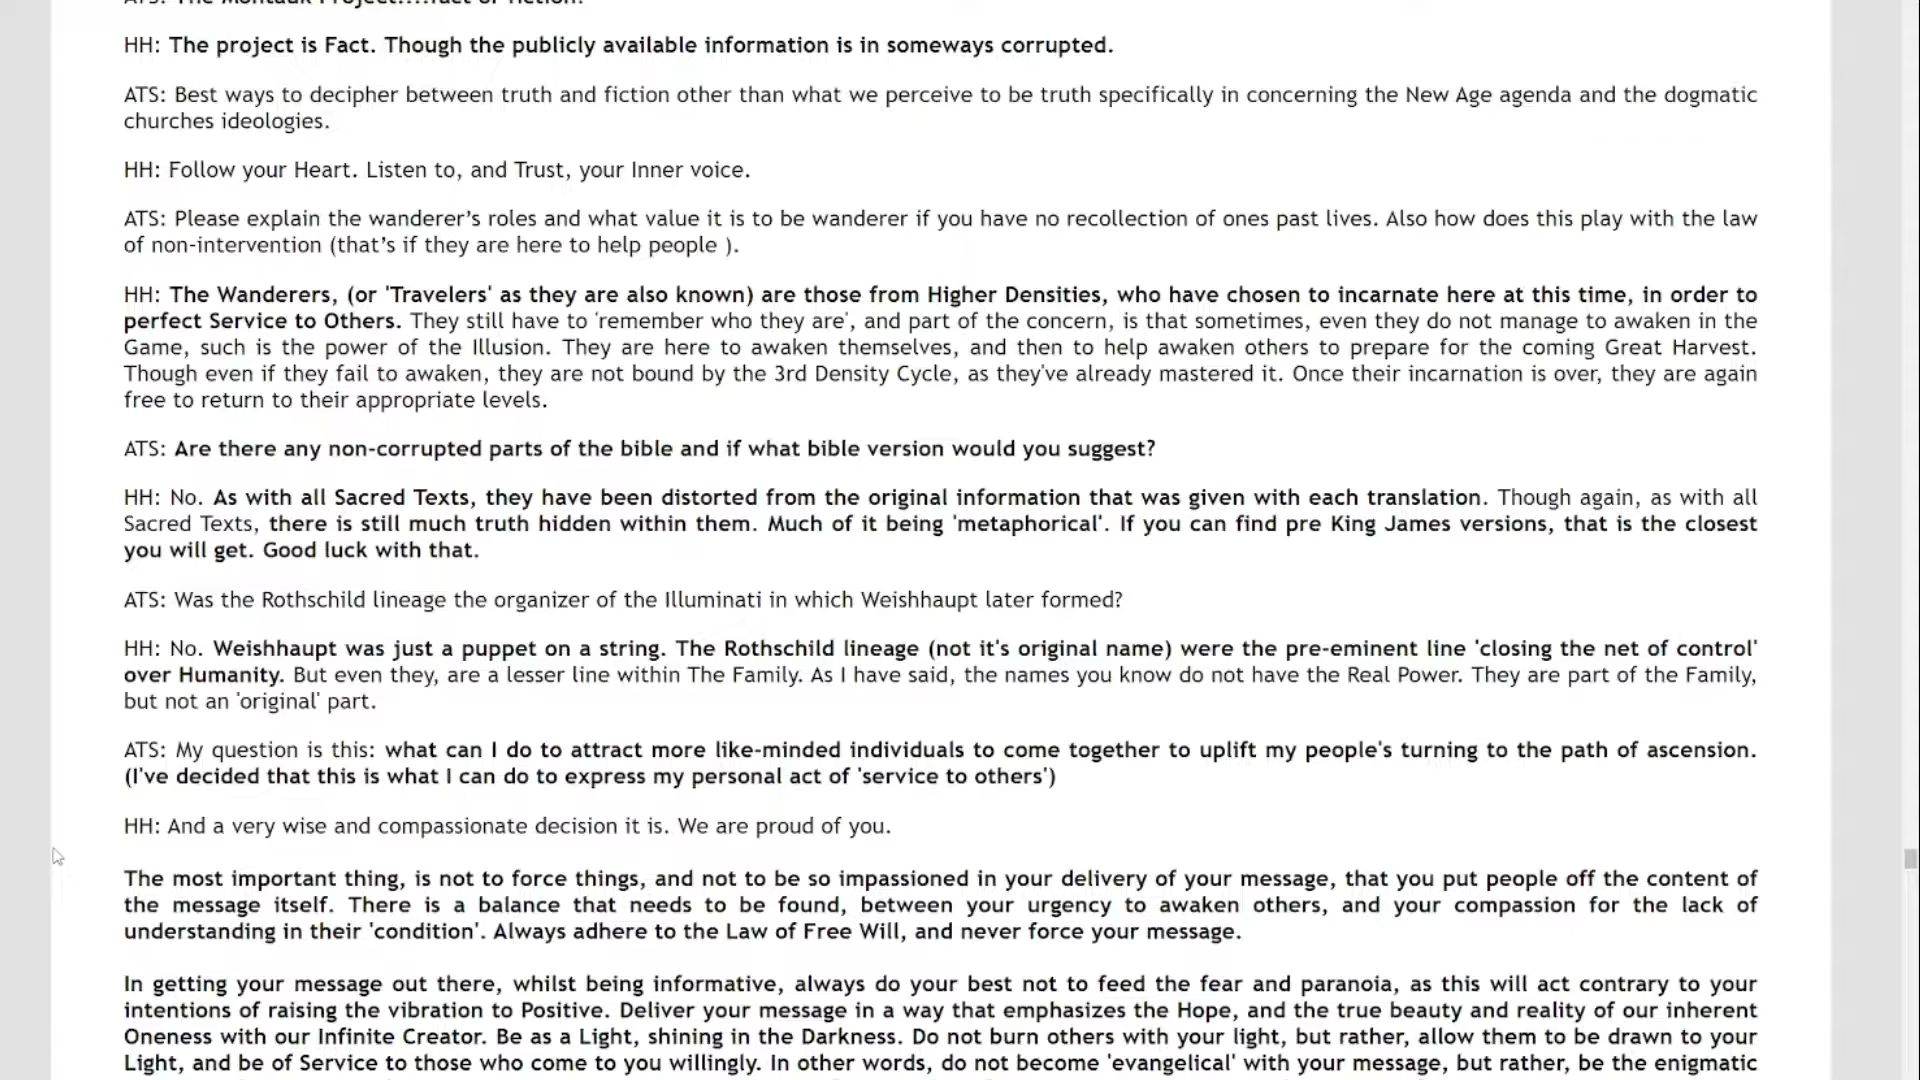 ATS: The Montauk Project....fact or fiction?
HH: The project is Fact. Though the publicly available information is in someways corrupted.
ATS: Best ways to decipher between truth and fiction other than what we perceive to be truth specifically in concerning the New Age agenda and the dogmatic
churches ideologies.
HH: Follow your Heart. Listen to, and Trust, your Inner voice.
ATS: Please explain the wanderer’s roles and what value it is to be wanderer if you have no recollection of ones past lives. Also how does this play with the law
of non-intervention (that’s if they are here to help people ).
HH: The Wanderers, (or 'Travelers' as they are also known) are those from Higher Densities, who have chosen to incarnate here at this time, in order to
perfect Service to Others. They still have to 'remember who they are', and part of the concern, is that sometimes, even they do not manage to awaken in the
Game, such is the power of the Illusion. They are here to awaken themselves, and then to help awaken others to prepare for the coming Great Harvest.
Though even if they fail to awaken, they are not bound by the 3rd Density Cycle, as they've already mastered it. Once their incarnation is over, they are again
free to return to their appropriate levels.
ATS: Are there any non-corrupted parts of the bible and if what bible version would you suggest?
HH: No. As with all Sacred Texts, they have been distorted from the original information that was given with each translation. Though again, as with all
Sacred Texts, there is still much truth hidden within them. Much of it being 'metaphorical'. If you can find pre King James versions, that is the closest
you will get. Good luck with that.
ATS: Was the Rothschild lineage the organizer of the Illuminati in which Weishhaupt later formed?
HH: No. Weishhaupt was just a puppet on a string. The Rothschild lineage (not it's original name) were the pre-eminent line 'closing the net of control'
over Humanity. But even they, are a lesser line within The Family. As I have said, the names you know do not have the Real Power. They are part of the Family,
but not an 'original' part.
ATS: My question is this: what can I do to attract more like-minded individuals to come together to uplift my people's turning to the path of ascension.
(I've decided that this is what I can do to express my personal act of 'service to others')
HH: And a very wise and compassionate decision it is. We are proud of you.
The most important thing, is not to force things, and not to be so impassioned in your delivery of your message, that you put people off the content of
the message itself. There is a balance that needs to be found, between your urgency to awaken others, and your compassion for the lack of
understanding in their 'condition'. Always adhere to the Law of Free Will, and never force your message.
In getting your message out there, whilst being informative, always do your best not to feed the fear and paranoia, as this will act contrary to your
intentions of raising the vibration to Positive. Deliver your message in a way that emphasizes the Hope, and the true beauty and reality of our inherent
Oneness with our Infinite Creator. Be as a Light, shining in the Darkness. Do not burn others with your light, but rather, allow them to be drawn to your
Light, and be of Service to those who come to you willingly. In other words, do not become 'evangelical' with your message, but rather, be the enigmatic